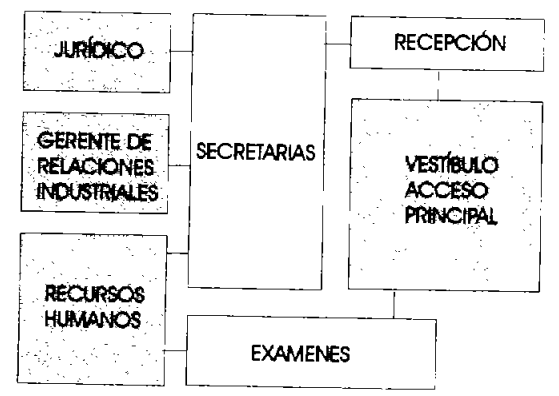 JURÍDICO
RECEPCIÓN
GERENTE DE
RELACIONES
INDUSTRIALES
SECRETARIAS
VESTÍBULO
ACCESO
PRINCIPAL
RECURSOS
HUMANOS
EXAMENES